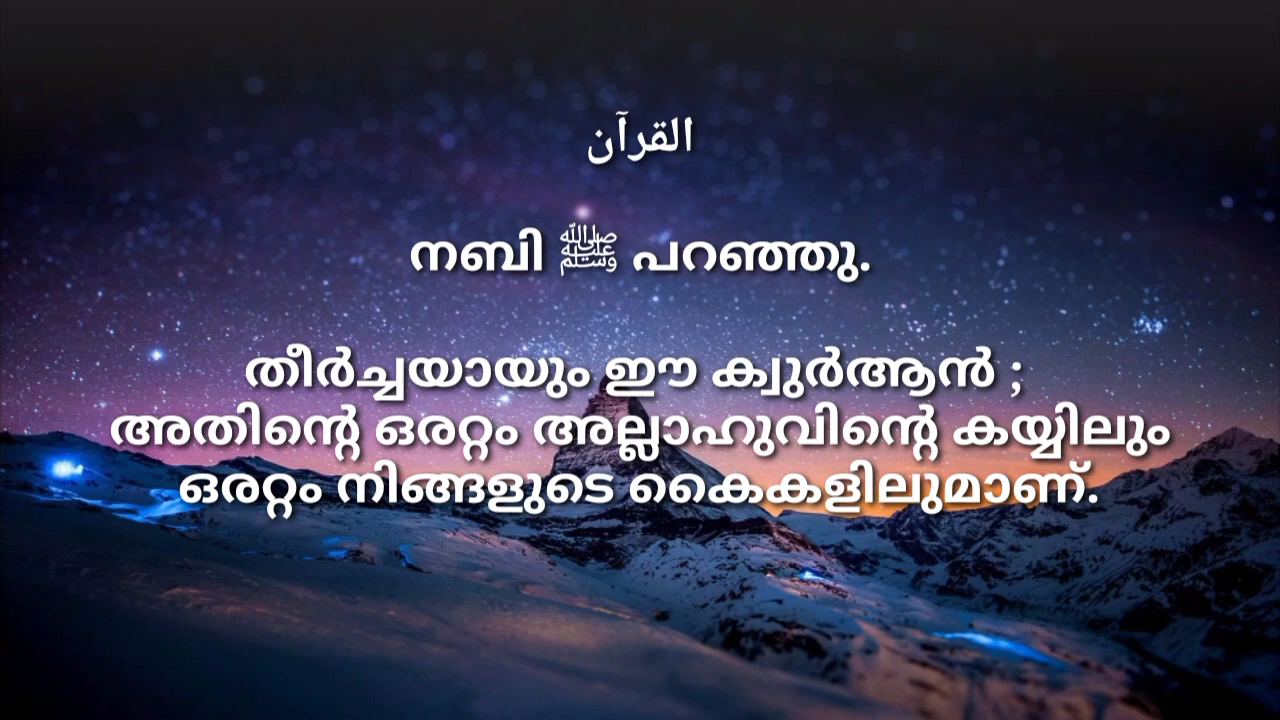 القرآن
നബി ﷺ പറഞ്ഞു.
തീർച്ചയായും ഈ ക്വുർആൻ ;
അതിന്റെ ഒരറ്റം അല്ലാഹുവിന്റെ കയ്യിലും
ഒരറ്റം നിങ്ങളുടെ കൈകളിലുമാണ്.